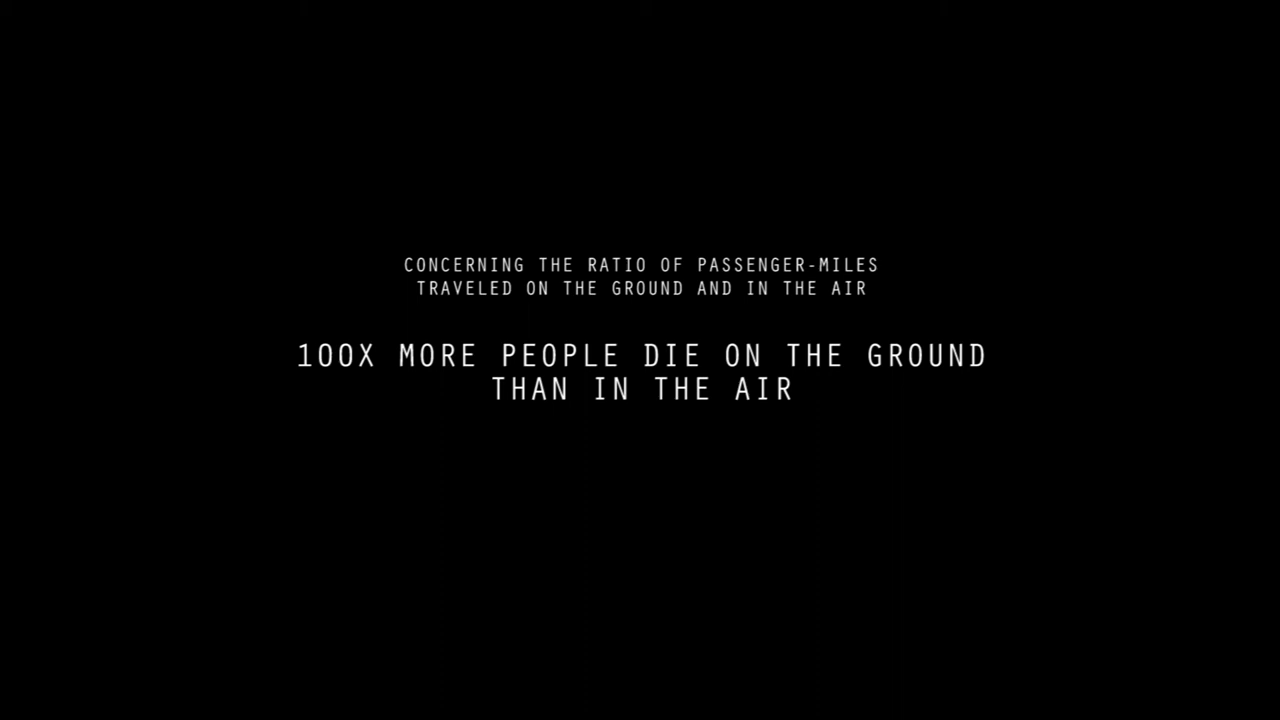 CONCERNING THE RATIO OF PASSENGER-MILES
TRAVELED ON THE GROUND AND IN THE AIR
100X MORE PEOPLE DIE ON THE GROUND
THAN IN THE AIR